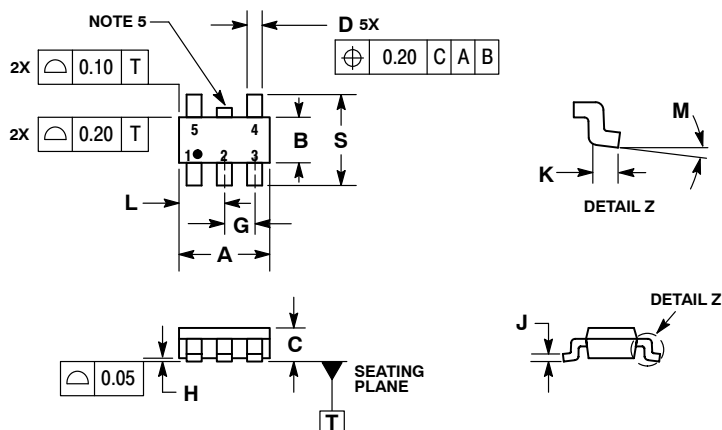 NOTE 5
D 5X
⌖ 0.20 C A B
2X ⌓ 0.10 T
2X ⌓ 0.20 T
5 4
1 2 3
B
S
L
G
A
M
K
DETAIL Z
DETAIL Z
J
C
⌓ 0.05
H
SEATING
PLANE
T